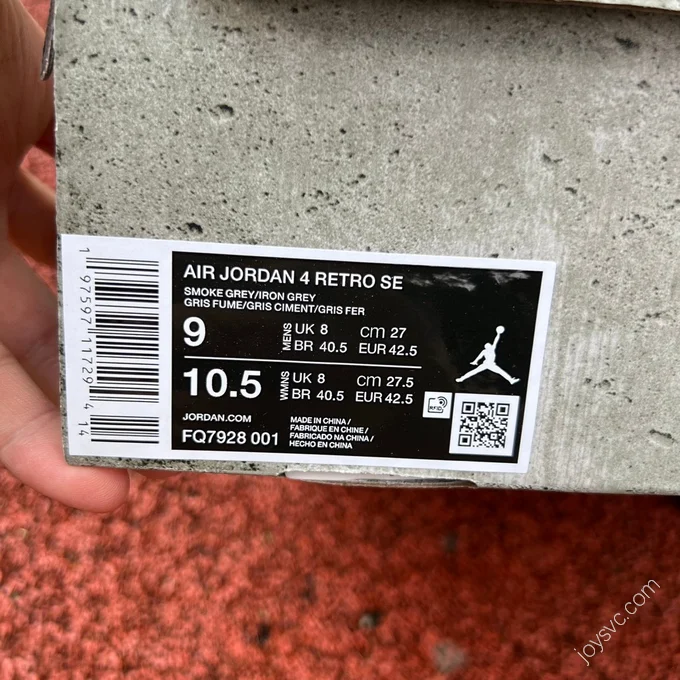 AIR JORDAN 4 RETRO SE
SMOKE GREY/IRON GREY
GRIS FUME/GRIS CIMENT/GRIS FER
9 MENS UK 8 CM 27
BR 40.5 EUR 42.5
10.5 WMNS UK 8 CM 27.5
BR 40.5 EUR 42.5
JORDAN.COM
FQ7928 001
MADE IN CHINA/
FABRIQUE EN CHINE/
FABRICADO NA CHINA/
HECHO EN CHINA
RFID
1 97597 11729 4 14
joysvc.com